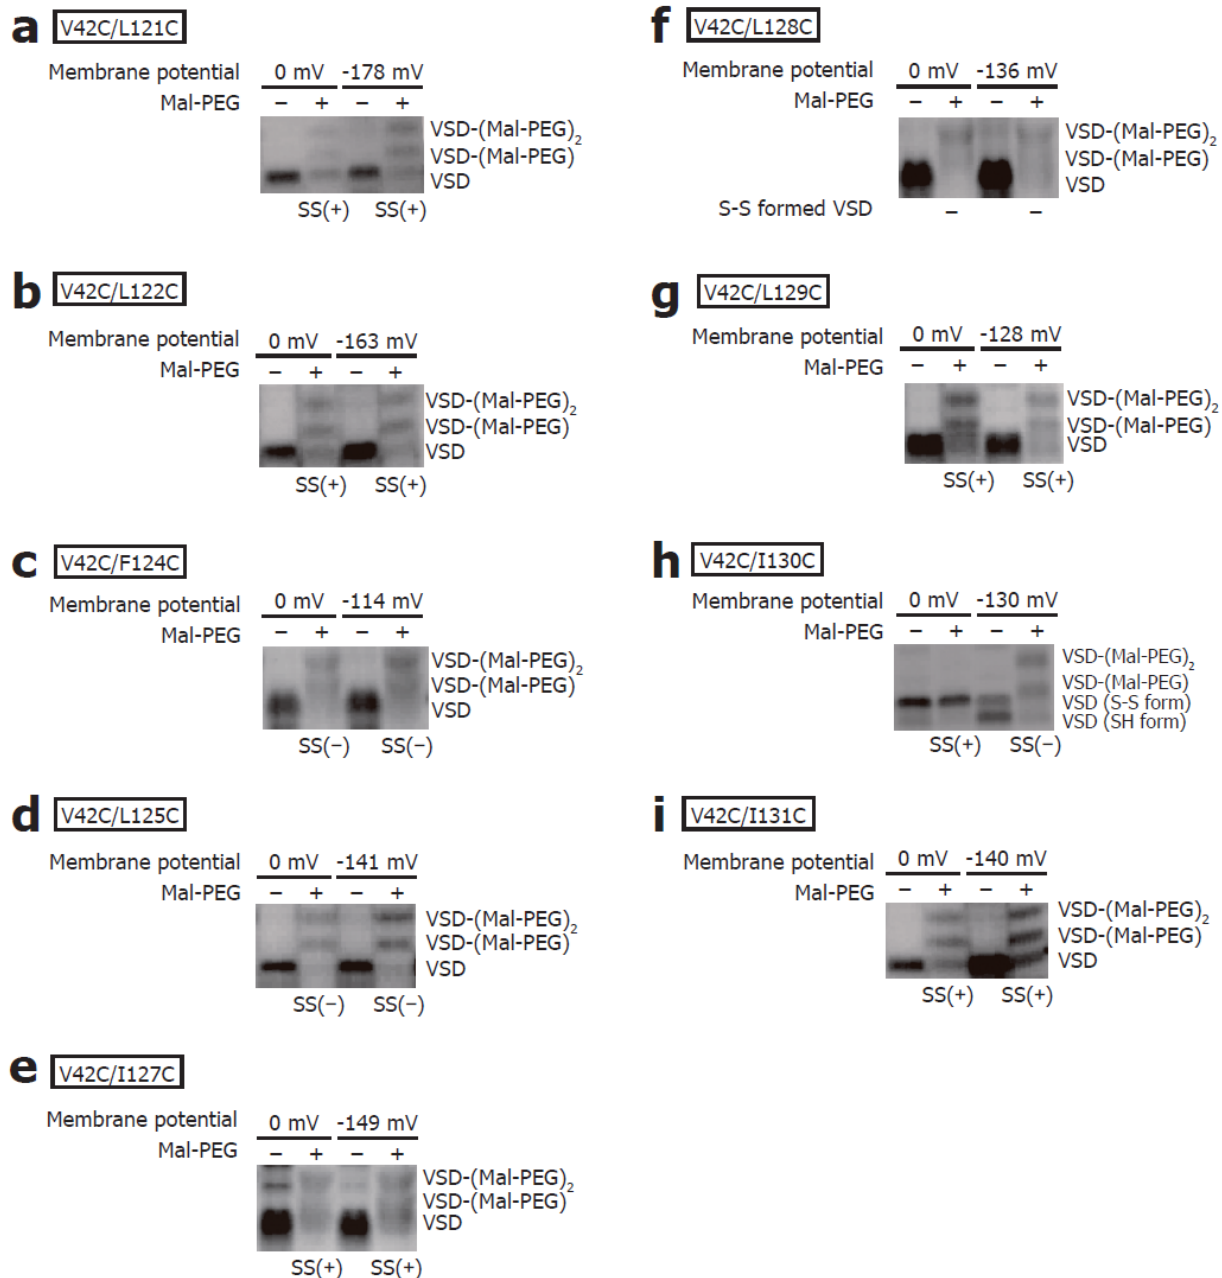 a V42C/L121C
Membrane potential 0 mV -178 mV
Mal-PEG − + − +
VSD-(Mal-PEG)₂
VSD-(Mal-PEG)
VSD
SS(+) SS(+)
b V42C/L122C
Membrane potential 0 mV -163 mV
Mal-PEG − + − +
VSD-(Mal-PEG)₂
VSD-(Mal-PEG)
VSD
SS(+) SS(+)
c V42C/F124C
Membrane potential 0 mV -114 mV
Mal-PEG − + − +
VSD-(Mal-PEG)₂
VSD-(Mal-PEG)
VSD
SS(−) SS(−)
d V42C/L125C
Membrane potential 0 mV -141 mV
Mal-PEG − + − +
VSD-(Mal-PEG)₂
VSD-(Mal-PEG)
VSD
SS(−) SS(−)
e V42C/I127C
Membrane potential 0 mV -149 mV
Mal-PEG − + − +
VSD-(Mal-PEG)₂
VSD-(Mal-PEG)
VSD
SS(+) SS(+)
f V42C/L128C
Membrane potential 0 mV -136 mV
Mal-PEG − + − +
VSD-(Mal-PEG)₂
VSD-(Mal-PEG)
VSD
S-S formed VSD − −
g V42C/L129C
Membrane potential 0 mV -128 mV
Mal-PEG − + − +
VSD-(Mal-PEG)₂
VSD-(Mal-PEG)
VSD
SS(+) SS(+)
h V42C/I130C
Membrane potential 0 mV -130 mV
Mal-PEG − + − +
VSD-(Mal-PEG)₂
VSD-(Mal-PEG)
VSD (S-S form)
VSD (SH form)
SS(+) SS(−)
i V42C/I131C
Membrane potential 0 mV -140 mV
Mal-PEG − + − +
VSD-(Mal-PEG)₂
VSD-(Mal-PEG)
VSD
SS(+) SS(+)